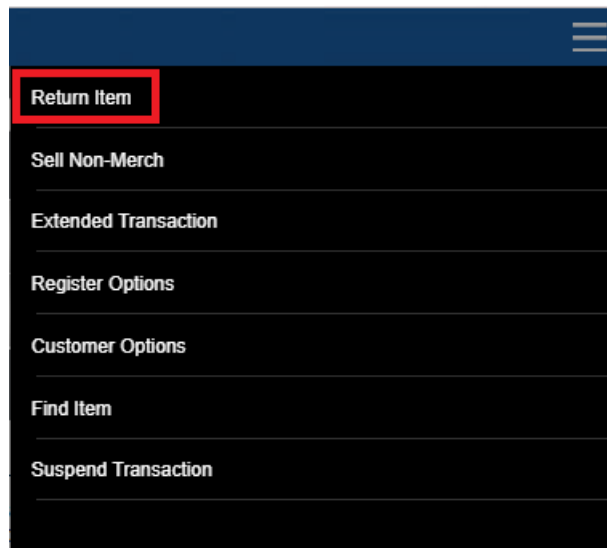 Return Item
Sell Non-Merch
Extended Transaction
Register Options
Customer Options
Find Item
Suspend Transaction